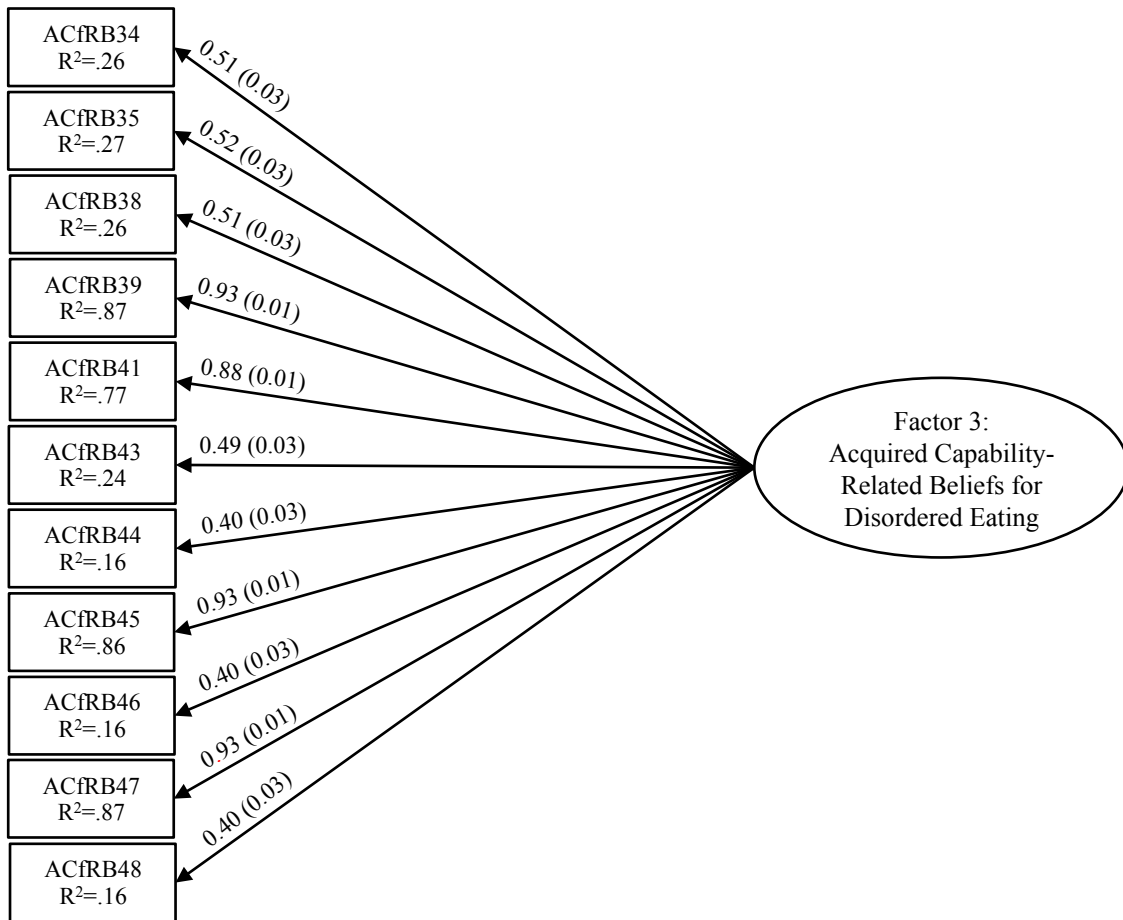 ACfRB34
R²=.26
0.51 (0.03)
ACfRB35
R²=.27
0.52 (0.03)
ACfRB38
R²=.26
0.51 (0.03)
ACfRB39
R²=.87
0.93 (0.01)
ACfRB41
R²=.77
0.88 (0.01)
ACfRB43
R²=.24
0.49 (0.03)
ACfRB44
R²=.16
0.40 (0.03)
ACfRB45
R²=.86
0.93 (0.01)
ACfRB46
R²=.16
0.40 (0.03)
ACfRB47
R²=.87
0.93 (0.01)
ACfRB48
R²=.16
0.40 (0.03)
Factor 3:
Acquired Capability-
Related Beliefs for
Disordered Eating